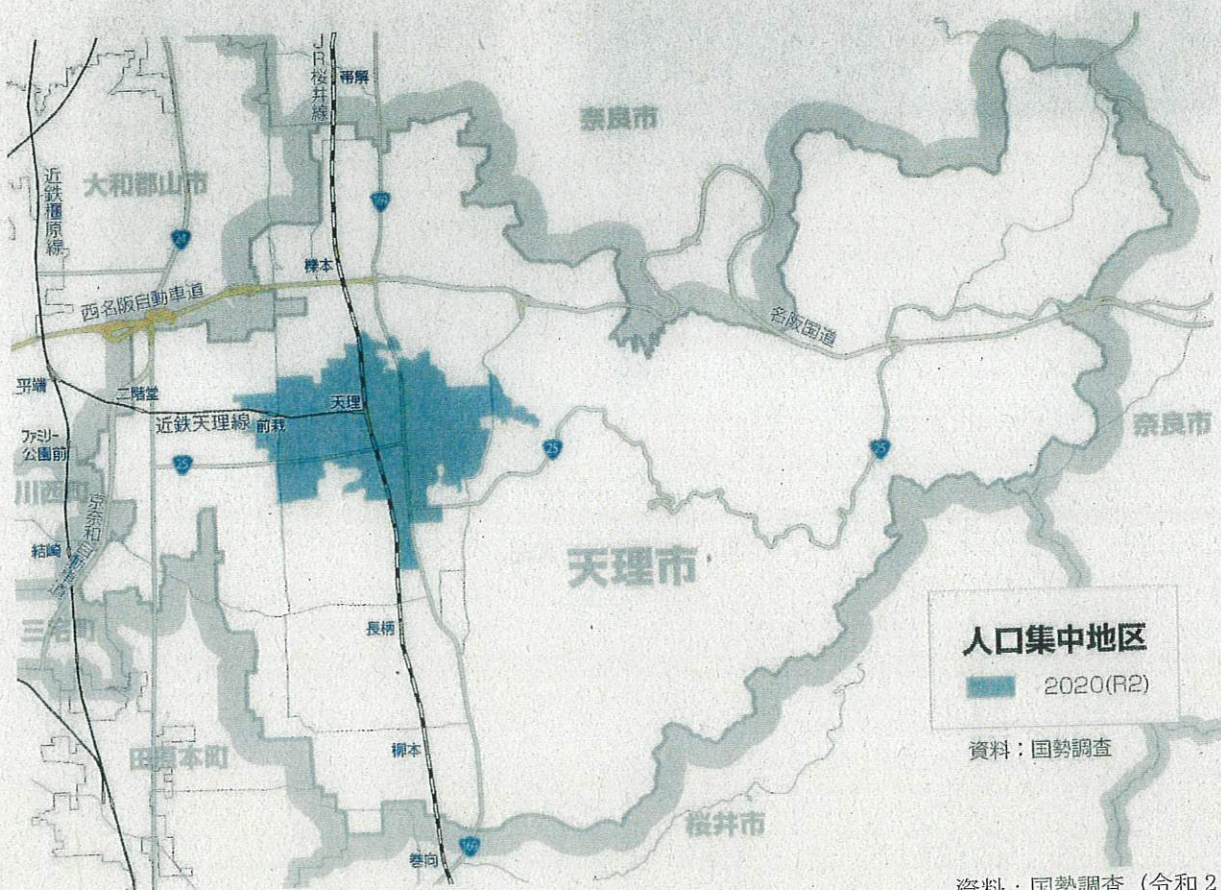 JR桜井線
帯解
奈良市
大和郡山市
近鉄橿原線
169
24
櫟本
西名阪自動車道
名阪国道
平端
二階堂
天理
近鉄天理線
前栽
ファミリー
公園前
25
25
25
奈良市
川西町
京奈和自動車道
結崎
天理市
三宅町
長柄
人口集中地区
2020(R2)
資料：国勢調査
田原本町
柳本
桜井市
169
巻向
資料：国勢調査（令和2